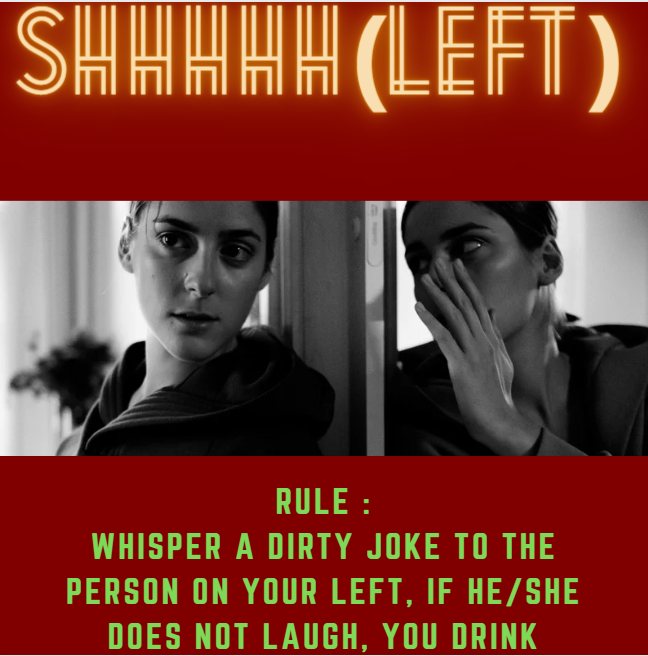 SHHHHH(LEFT)
RULE :
WHISPER A DIRTY JOKE TO THE
PERSON ON YOUR LEFT, IF HE/SHE
DOES NOT LAUGH, YOU DRINK